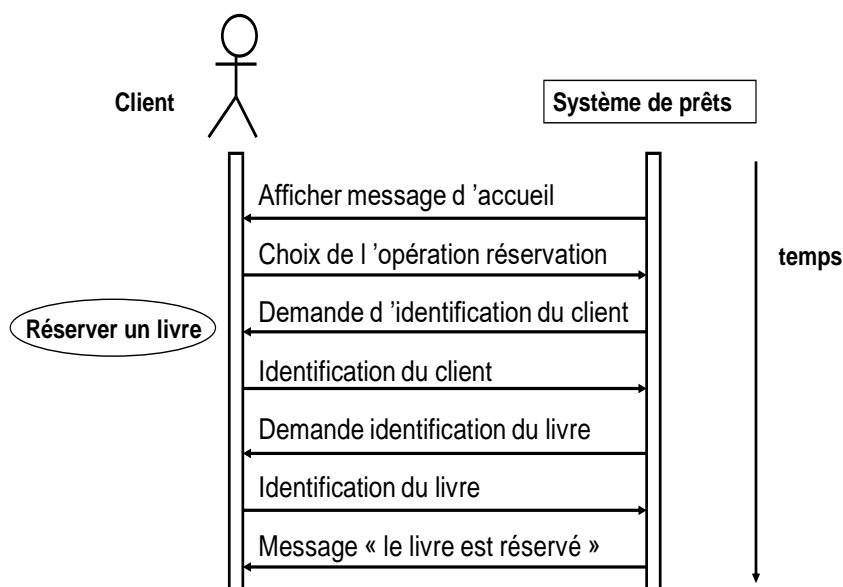 Client
Système de prêts
Afficher message d 'accueil
Choix de l 'opération réservation
temps
Demande d 'identification du client
Réserver un livre
Identification du client
Demande identification du livre
Identification du livre
Message « le livre est réservé »